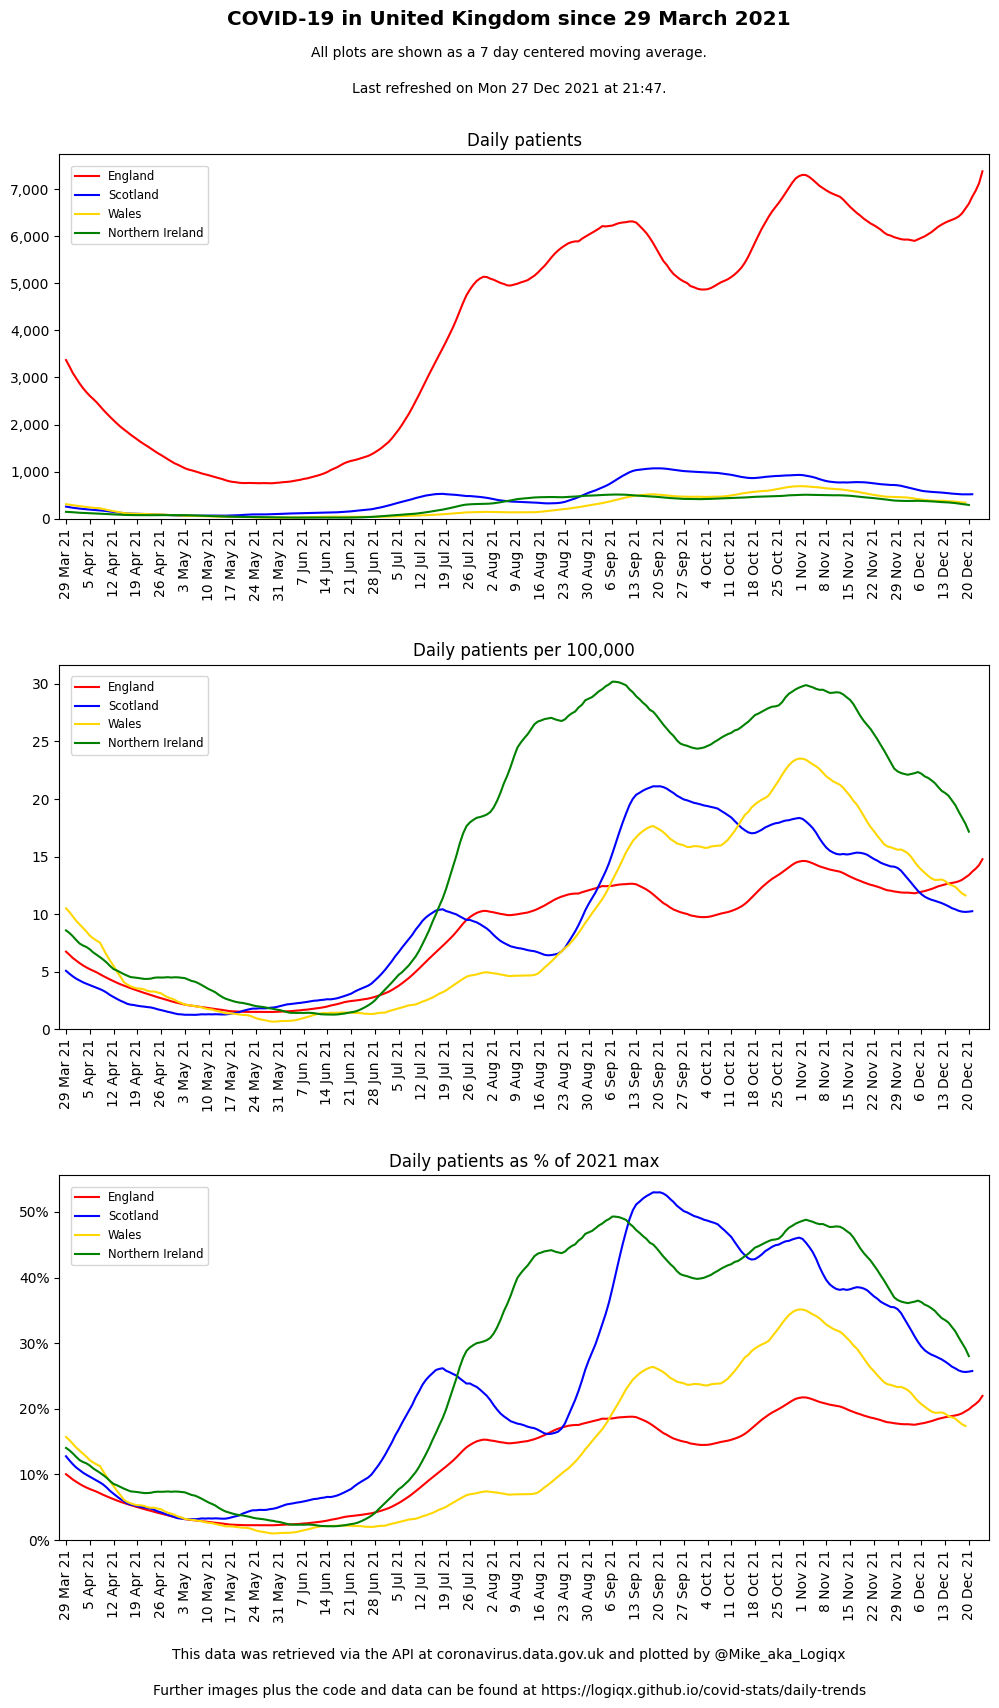 COVID-19 in United Kingdom since 29 March 2021
All plots are shown as a 7 day centered moving average.
Last refreshed on Mon 27 Dec 2021 at 21:47.
Daily patients
England
Scotland
Wales
Northern Ireland
7,000
6,000
5,000
4,000
3,000
2,000
1,000
0
29 Mar 21
5 Apr 21
12 Apr 21
19 Apr 21
26 Apr 21
3 May 21
10 May 21
17 May 21
24 May 21
31 May 21
7 Jun 21
14 Jun 21
21 Jun 21
28 Jun 21
5 Jul 21
12 Jul 21
19 Jul 21
26 Jul 21
2 Aug 21
9 Aug 21
16 Aug 21
23 Aug 21
30 Aug 21
6 Sep 21
13 Sep 21
20 Sep 21
27 Sep 21
4 Oct 21
11 Oct 21
18 Oct 21
25 Oct 21
1 Nov 21
8 Nov 21
15 Nov 21
22 Nov 21
29 Nov 21
6 Dec 21
13 Dec 21
20 Dec 21
Daily patients per 100,000
England
Scotland
Wales
Northern Ireland
30
25
20
15
10
5
0
29 Mar 21
5 Apr 21
12 Apr 21
19 Apr 21
26 Apr 21
3 May 21
10 May 21
17 May 21
24 May 21
31 May 21
7 Jun 21
14 Jun 21
21 Jun 21
28 Jun 21
5 Jul 21
12 Jul 21
19 Jul 21
26 Jul 21
2 Aug 21
9 Aug 21
16 Aug 21
23 Aug 21
30 Aug 21
6 Sep 21
13 Sep 21
20 Sep 21
27 Sep 21
4 Oct 21
11 Oct 21
18 Oct 21
25 Oct 21
1 Nov 21
8 Nov 21
15 Nov 21
22 Nov 21
29 Nov 21
6 Dec 21
13 Dec 21
20 Dec 21
Daily patients as % of 2021 max
England
Scotland
Wales
Northern Ireland
50%
40%
30%
20%
10%
0%
29 Mar 21
5 Apr 21
12 Apr 21
19 Apr 21
26 Apr 21
3 May 21
10 May 21
17 May 21
24 May 21
31 May 21
7 Jun 21
14 Jun 21
21 Jun 21
28 Jun 21
5 Jul 21
12 Jul 21
19 Jul 21
26 Jul 21
2 Aug 21
9 Aug 21
16 Aug 21
23 Aug 21
30 Aug 21
6 Sep 21
13 Sep 21
20 Sep 21
27 Sep 21
4 Oct 21
11 Oct 21
18 Oct 21
25 Oct 21
1 Nov 21
8 Nov 21
15 Nov 21
22 Nov 21
29 Nov 21
6 Dec 21
13 Dec 21
20 Dec 21
This data was retrieved via the API at coronavirus.data.gov.uk and plotted by @Mike_aka_Logiqx
Further images plus the code and data can be found at https://logiqx.github.io/covid-stats/daily-trends